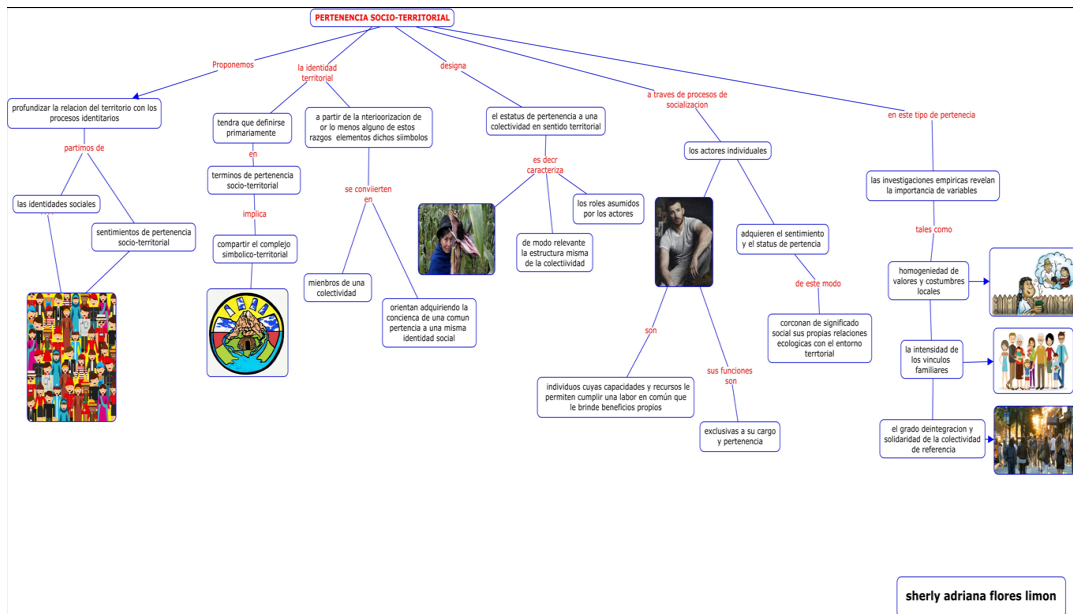 PERTENENCIA SOCIO-TERRITORIAL
Proponemos
profundizar la relacion del territorio con los
procesos identitarios
partimos de
las identidades sociales
sentimientos de pertenencia
socio-territorial
la identidad
territorial
tendra que definirse
primariamente
en
terminos de pertenencia
socio-territorial
implica
compartir el complejo
simbolico-territorial
a partir de la nterioorizacion de
or lo menos alguno de estos
razgos  elementos dichos siimbolos
se conviierten
en
mienbros de una
colectividad
orientan adquiriendo la
concienca de una comun
pertencia a una misma
identidad social
designa
el estatus de pertenencia a una
colectividad en sentido territorial
es decr
caracteriza
los roles asumidos
por los actores
de modo relevante
la estructura misma
de la colectiividad
a traves de procesos de
socializacion
los actores individuales
son
individuos cuyas capacidades y recursos le
permiten cumplir una labor en común que
le brinde beneficios propios
sus funciones
son
exclusivas a su cargo
y pertenencia
adquieren el sentimiento
y el status de pertencia
de este modo
corconan de significado
social sus propias relaciones
ecologicas con el entorno
terrtorial
en este tipo de pertenecia
las investigaciones empiricas revelan
la importancia de variables
tales como
homogeniedad de
valores y costumbres
locales
la intensidad de
los vinculos
familiares
el grado deintegracion y
solidaridad de la colectividad
de referencia
sherly adriana flores limon